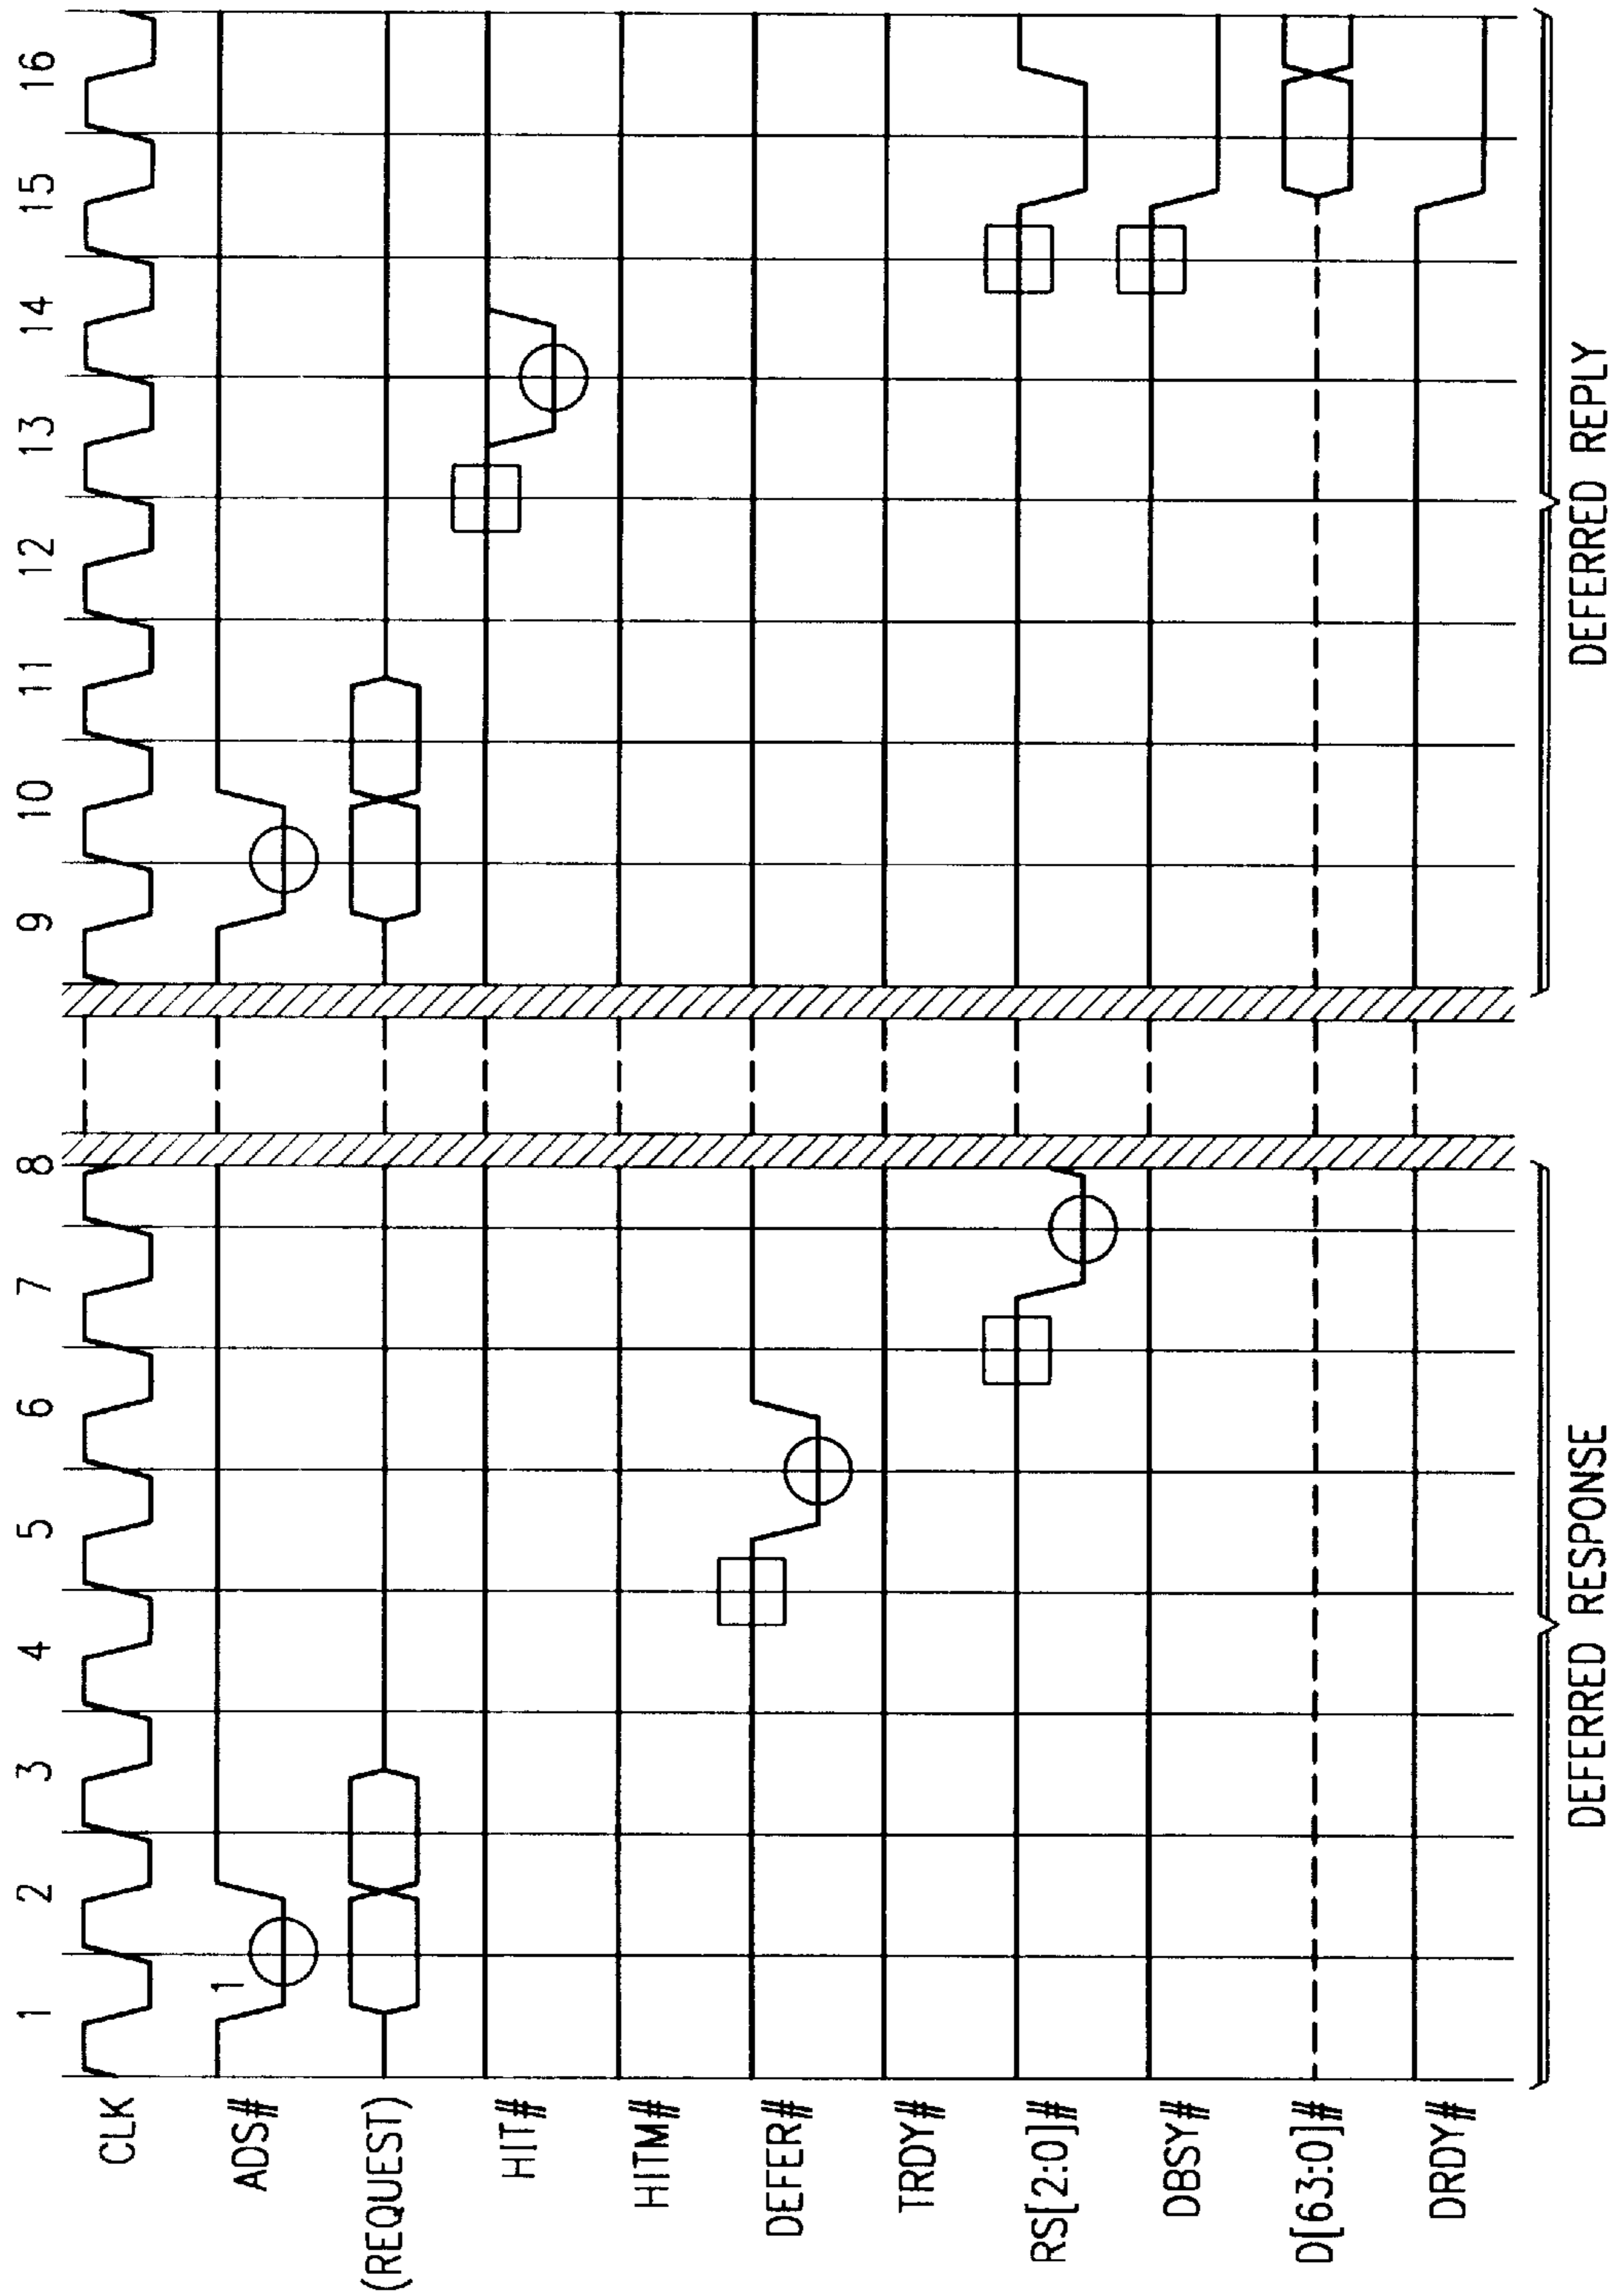 1 2 3 4 5 6 7 8 9 10 11 12 13 14 15 16
CLK
ADS#
1
(REQUEST)
HIT#
HITM#
DEFER#
TRDY#
RS[2:0]#
DBSY#
D[63:0]#
DRDY#
DEFERRED RESPONSE
DEFERRED REPLY